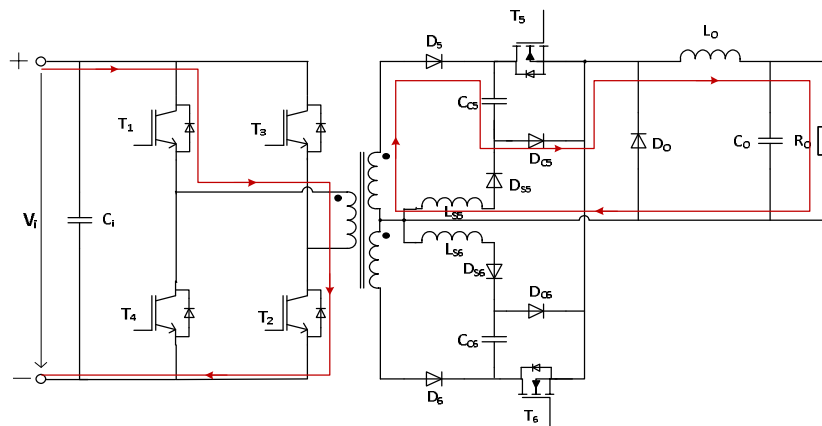 T5
D5
LO
+
T1
T3
CC5
DC5
DO
CO
RO
DS5
LS5
Vi
Ci
LS6
DS6
DC6
T4
T2
CC6
−
D6
T6